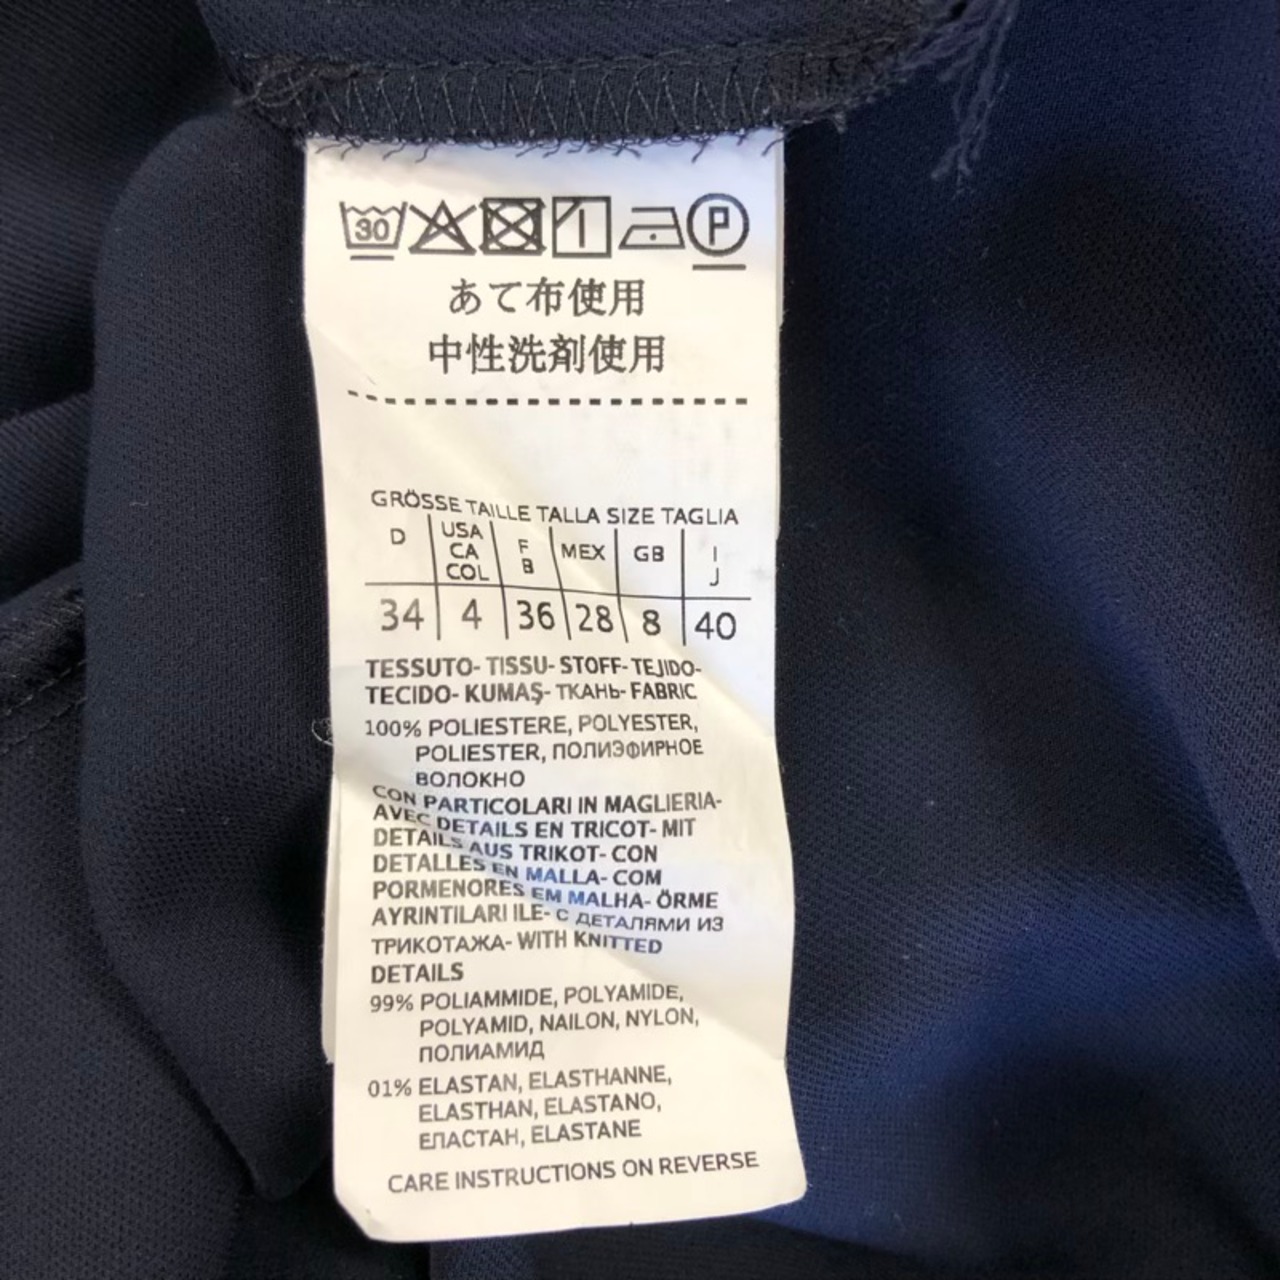 30 P
あて布使用
中性洗剤使用
GRÖSSE TAILLE TALLA SIZE TAGLIA
D USA CA COL F B MEX GB I J
34 4 36 28 8 40
TESSUTO- TISSU- STOFF- TEJIDO-
TECIDO- KUMAŞ- ТКАНЬ- FABRIC
100% POLIESTERE, POLYESTER,
POLIESTER, ПОЛИЭФИРНОЕ
ВОЛОКНО
CON PARTICOLARI IN MAGLIERIA-
AVEC DETAILS EN TRICOT- MIT
DETAILS AUS TRIKOT- CON
DETALLES EN MALLA- COM
PORMENORES EM MALHA- ÖRME
AYRINTILARI ILE- С ДЕТАЛЯМИ ИЗ
ТРИКОТАЖА- WITH KNITTED
DETAILS
99% POLIAMMIDE, POLYAMIDE,
POLYAMID, NAILON, NYLON,
ПОЛИАМИД
01% ELASTAN, ELASTHANNE,
ELASTHAN, ELASTANO,
ЕЛАСТАН, ELASTANE
CARE INSTRUCTIONS ON REVERSE